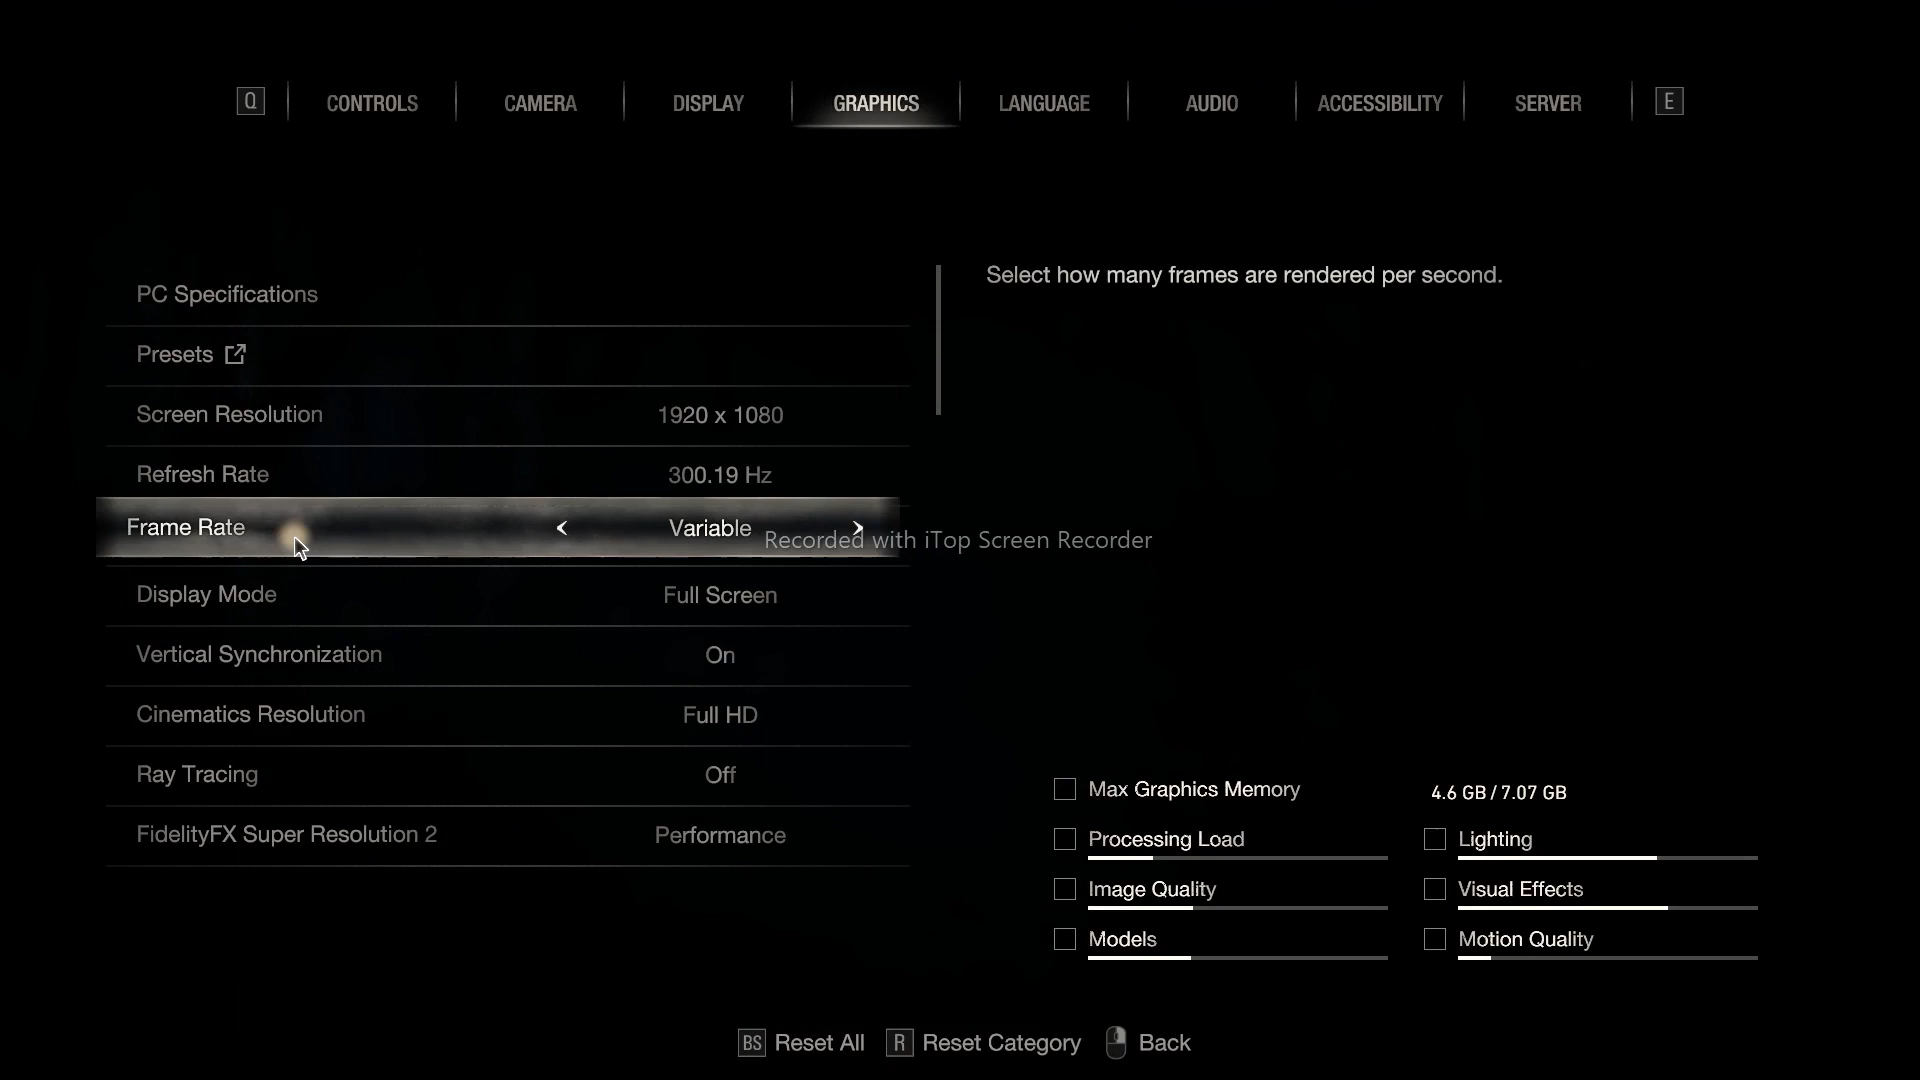 Q CONTROLS CAMERA DISPLAY GRAPHICS LANGUAGE AUDIO ACCESSIBILITY SERVER E
PC Specifications
Select how many frames are rendered per second.
Presets
Screen Resolution 1920 x 1080
Refresh Rate 300.19 Hz
Frame Rate Variable
Recorded with iTop Screen Recorder
Display Mode Full Screen
Vertical Synchronization On
Cinematics Resolution Full HD
Ray Tracing Off
FidelityFX Super Resolution 2 Performance
Max Graphics Memory 4.6 GB / 7.07 GB
Processing Load Lighting
Image Quality Visual Effects
Models Motion Quality
BS Reset All R Reset Category Back